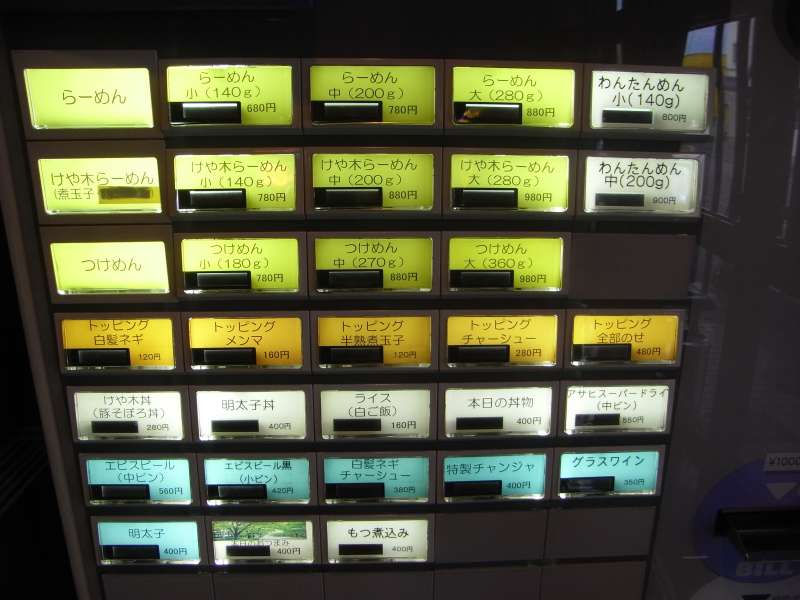 らーめん
らーめん
小(140g)
680円
らーめん
中(200g)
780円
らーめん
大(280g)
880円
わんたんめん
小(140g)
800円
けや木らーめん
(煮玉子
けや木らーめん
小(140g)
780円
けや木らーめん
中(200g)
880円
けや木らーめん
大(280g)
980円
わんたんめん
中(200g)
900円
つけめん
つけめん
小(180g)
780円
つけめん
中(270g)
880円
つけめん
大(360g)
980円
トッピング
白髪ネギ
120円
トッピング
メンマ
160円
トッピング
半熟煮玉子
120円
トッピング
チャーシュー
280円
トッピング
全部のせ
480円
けや木丼
(豚そぼろ丼)
280円
明太子丼
400円
ライス
(白ご飯)
160円
本日の丼物
400円
アサヒスーパードライ
(中ビン)
550円
エビスビール
(中ビン)
560円
エビスビール黒
(小ビン)
420円
白髪ネギ
チャーシュー
380円
特製チャンジャ
400円
グラスワイン
350円
明太子
400円
本日のおつまみ
400円
もつ煮込み
400円
¥1000
BILL